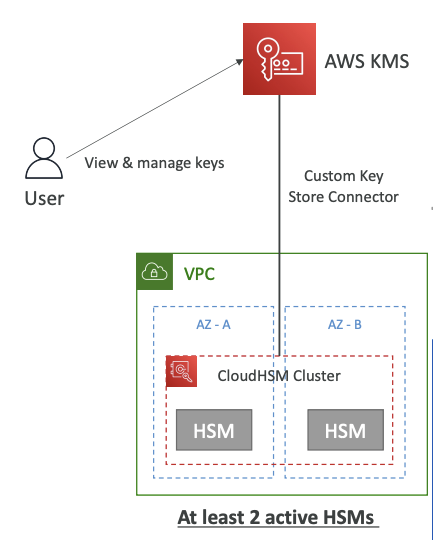 AWS KMS
View & manage keys
User
Custom Key
Store Connector
VPC
AZ - A
AZ - B
CloudHSM Cluster
HSM
HSM
At least 2 active HSMs